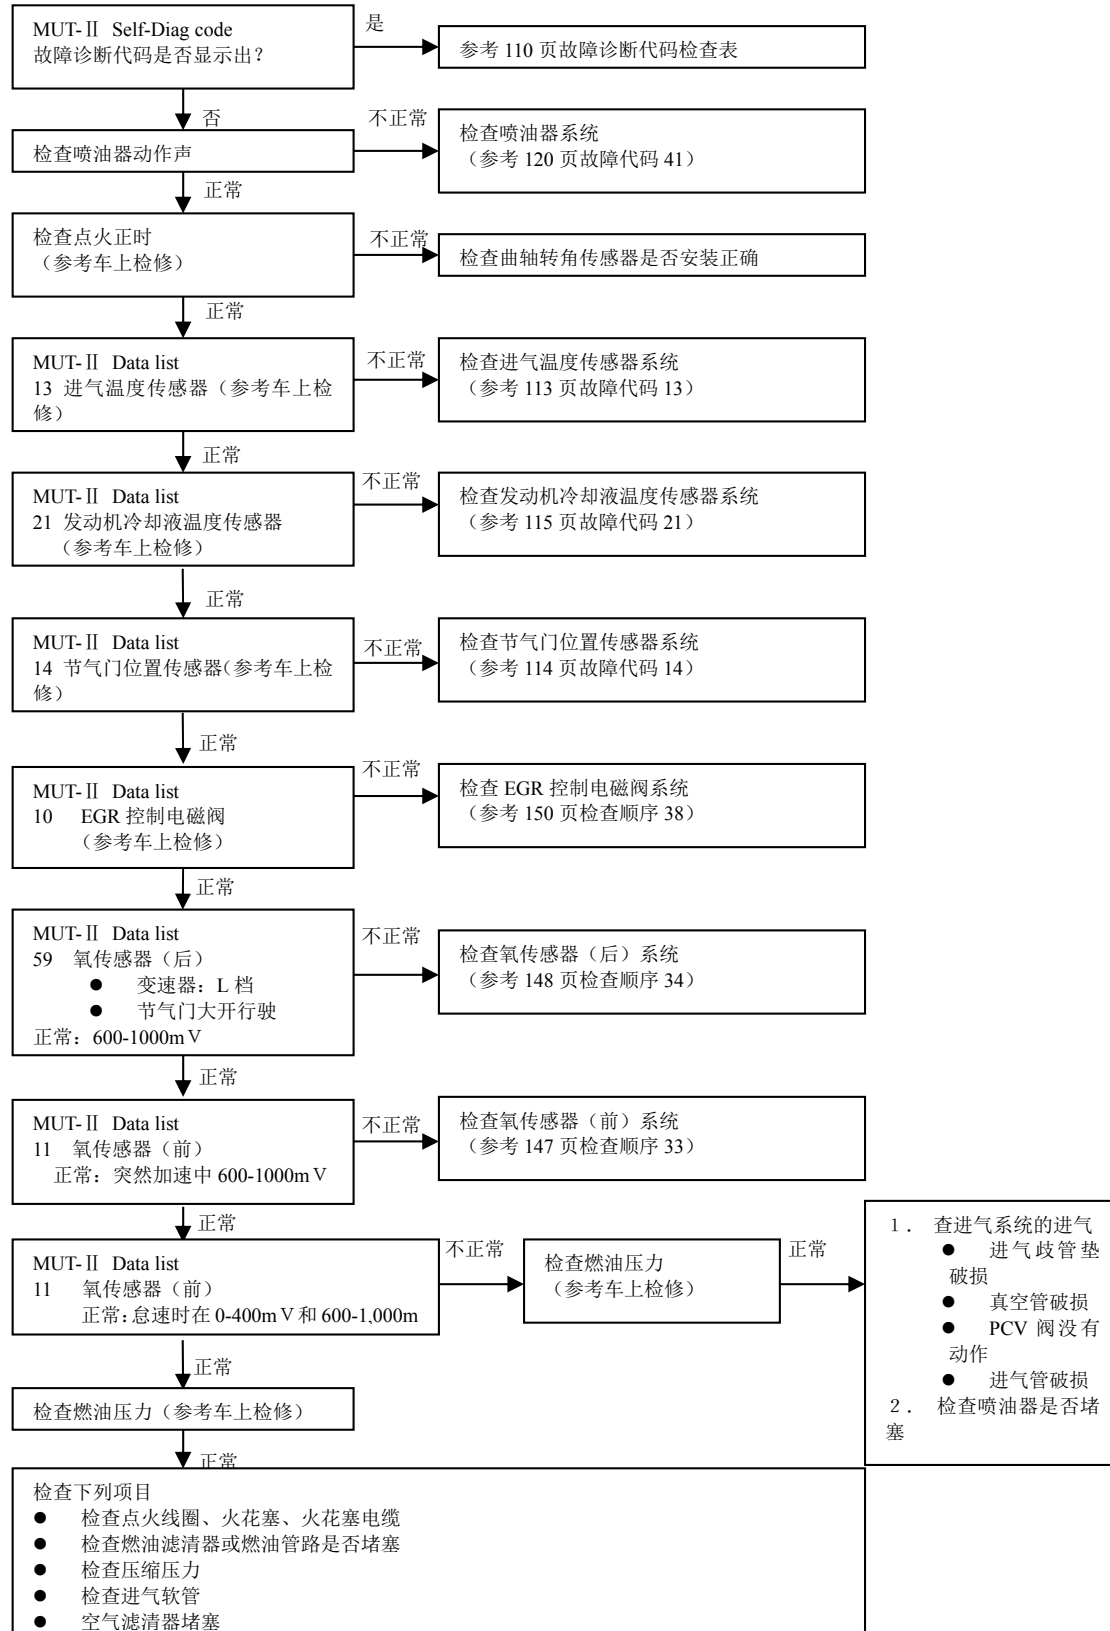 MUT-Ⅱ Self-Diag code
故障诊断代码是否显示出?
是
参考 110 页故障诊断代码检查表
否
检查喷油器动作声
不正常
检查喷油器系统
（参考 120 页故障代码 41）
正常
检查点火正时
（参考车上检修）
不正常
检查曲轴转角传感器是否安装正确
正常
MUT-Ⅱ Data list
13 进气温度传感器（参考车上检
修）
不正常
检查进气温度传感器系统
（参考 113 页故障代码 13）
正常
MUT-Ⅱ Data list
21 发动机冷却液温度传感器
（参考车上检修）
不正常
检查发动机冷却液温度传感器系统
（参考 115 页故障代码 21）
正常
MUT-Ⅱ Data list
14 节气门位置传感器（参考车上检
修）
不正常
检查节气门位置传感器系统
（参考 114 页故障代码 14）
正常
MUT-Ⅱ Data list
10 EGR 控制电磁阀
（参考车上检修）
不正常
检查 EGR 控制电磁阀系统
（参考 150 页检查顺序 38）
正常
MUT-Ⅱ Data list
59 氧传感器（后）
● 变速器：L 档
● 节气门大开行驶
正常：600-1000mＶ
不正常
检查氧传感器（后）系统
（参考 148 页检查顺序 34）
正常
MUT-Ⅱ Data list
11 氧传感器（前）
正常：突然加速中 600-1000mＶ
不正常
检查氧传感器（前）系统
（参考 147 页检查顺序 33）
正常
MUT-Ⅱ Data list
11 氧传感器（前）
正常：怠速时在 0-400mＶ和 600-1,000m
不正常
检查燃油压力
（参考车上检修）
正常
１． 查进气系统的进气
● 进气歧管垫
破损
● 真空管破损
● PCV 阀没有
动作
● 进气管破损
２． 检查喷油器是否堵
塞
正常
检查燃油压力（参考车上检修）
正常
检查下列项目
● 检查点火线圈、火花塞、火花塞电缆
● 检查燃油滤清器或燃油管路是否堵塞
● 检查压缩压力
● 检查进气软管
● 空气滤清器堵塞